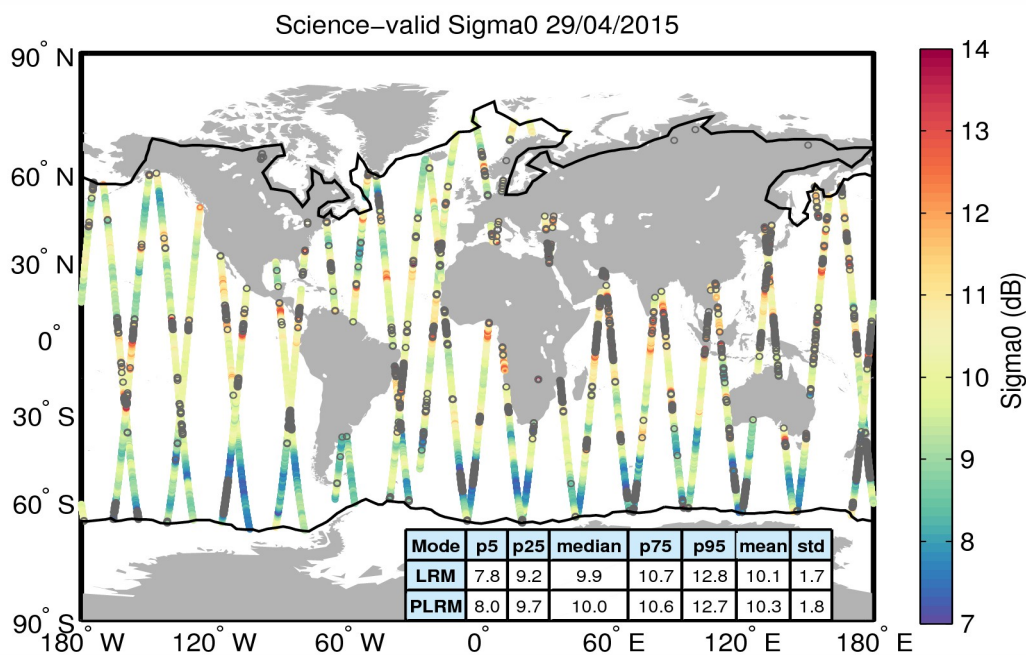 Science−valid Sigma0 29/04/2015
90° N
60° N
30° N
0°
30° S
60° S
90° S
180° W
120° W
60° W
0°
60° E
120° E
180° E
14
13
12
11
10
9
8
7
Sigma0 (dB)
Mode p5 p25 median p75 p95 mean std
LRM 7.8 9.2 9.9 10.7 12.8 10.1 1.7
PLRM 8.0 9.7 10.0 10.6 12.7 10.3 1.8